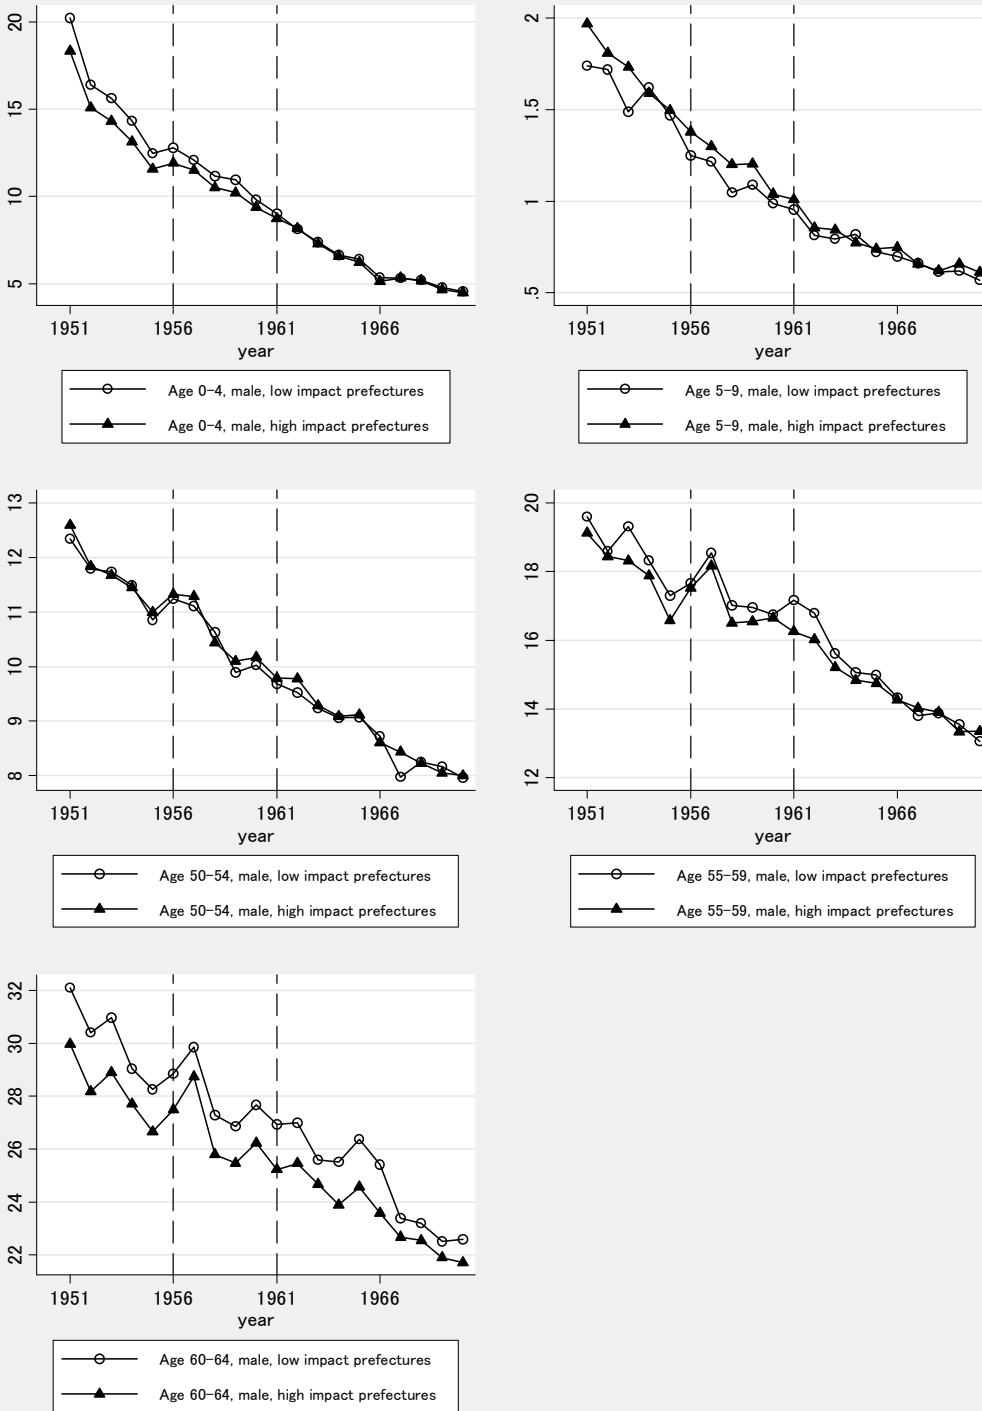 20
15
10
5
1951 1956 1961 1966
year
Age 0-4, male, low impact prefectures
Age 0-4, male, high impact prefectures
2
1.5
1
.5
1951 1956 1961 1966
year
Age 5-9, male, low impact prefectures
Age 5-9, male, high impact prefectures
13
12
11
10
9
8
1951 1956 1961 1966
year
Age 50-54, male, low impact prefectures
Age 50-54, male, high impact prefectures
20
18
16
14
12
1951 1956 1961 1966
year
Age 55-59, male, low impact prefectures
Age 55-59, male, high impact prefectures
32
30
28
26
24
22
1951 1956 1961 1966
year
Age 60-64, male, low impact prefectures
Age 60-64, male, high impact prefectures